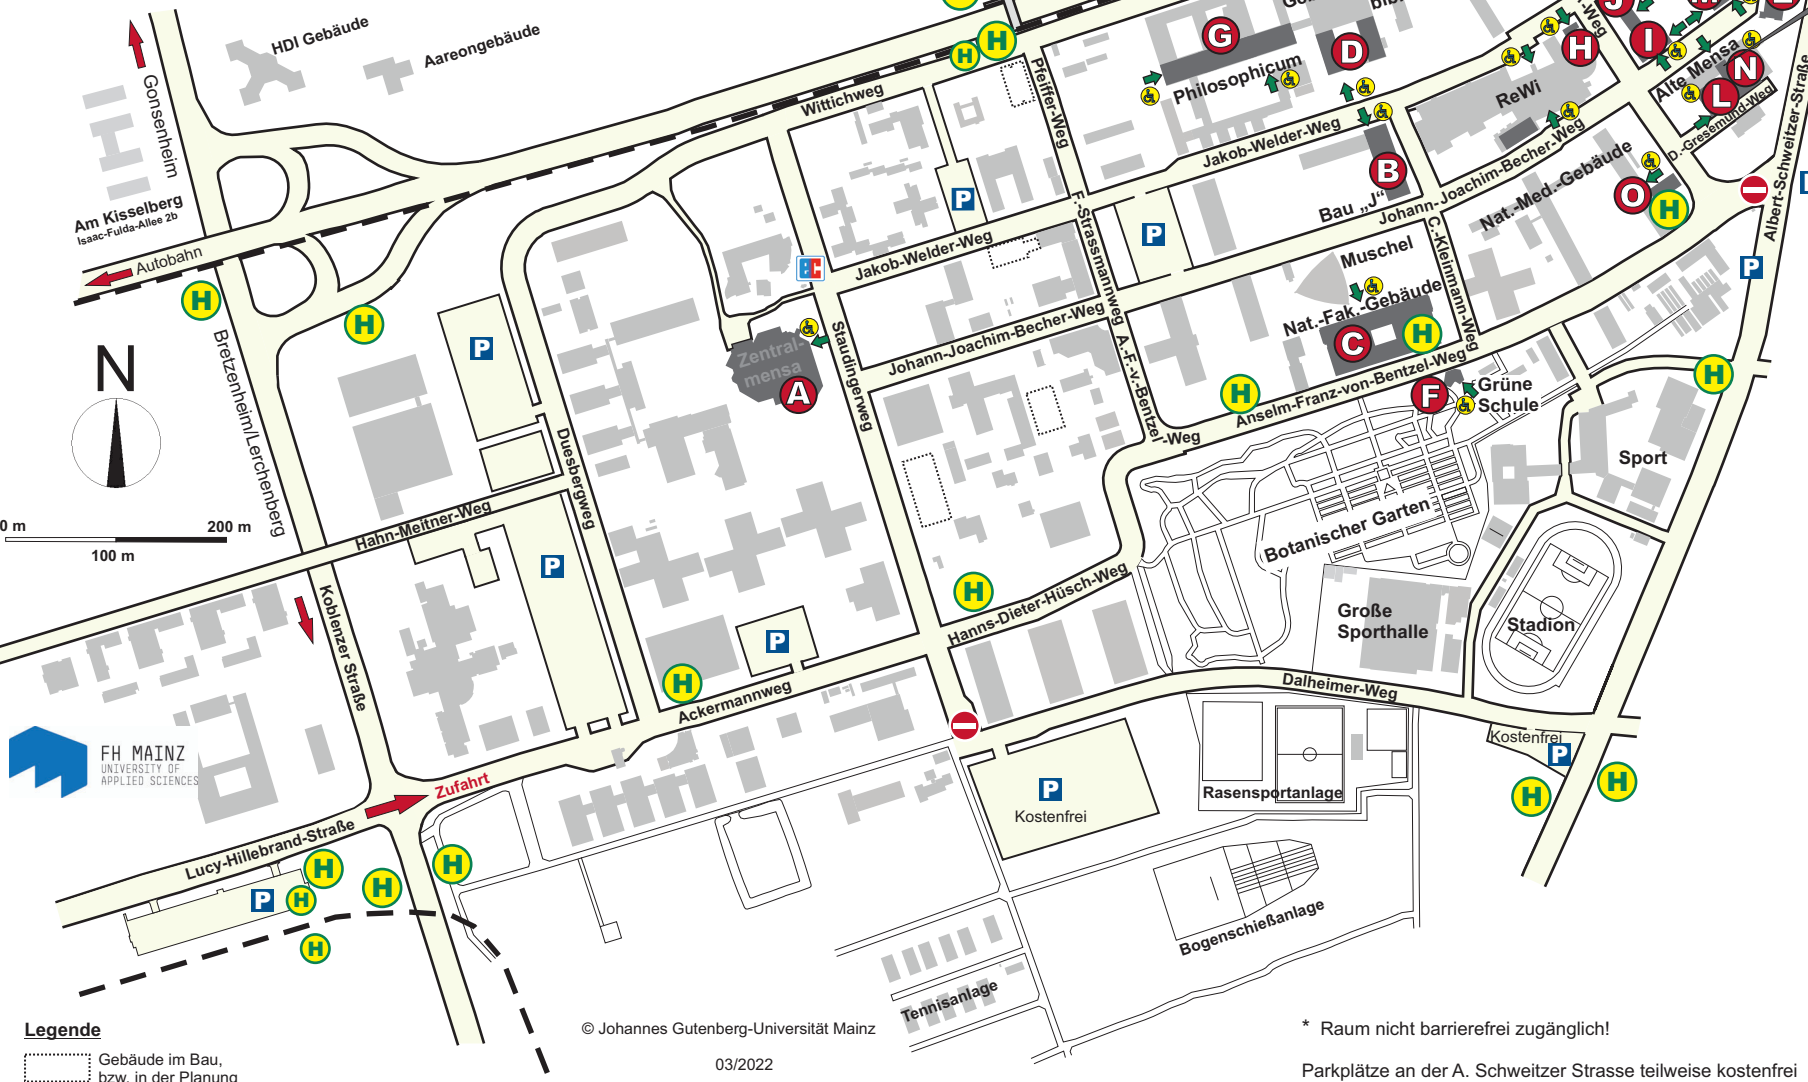 HDI Gebäude
Aareongebäude
Gonsenheim
Am Kisselberg
Isaac-Fulda-Allee 2b
Autobahn
Bretzenheim/Lerchenberg
N
0 m
200 m
100 m
Wittichweg
Pfeiffer-Weg
Philosophicum
G
D
H
I
N
L
B
O
C
F
A
Jakob-Welder-Weg
Jakob-Welder-Weg
ReWi
Alte Mensa
D.-Gresemund-Weg
Albert-Schweitzer-Straße
Nat.-Med.-Gebäude
Johann-Joachim-Becher-Weg
Johann-Joachim-Becher-Weg
Bau „J“
Muschel
Nat.-Fak.-Gebäude
C.-Kleinmann-Weg
F.-Strassmannweg
A.-F.-v.-Bentzel
-Weg
Anselm-Franz-von-Bentzel-Weg
Zentral-
mensa
Staudingerweg
Duesbergweg
Hahn-Meitner-Weg
Koblenzer Straße
Grüne
Schule
Sport
Botanischer Garten
Große
Sporthalle
Stadion
Hanns-Dieter-Hüsch-Weg
Dalheimer-Weg
Ackermannweg
Zufahrt
Lucy-Hillebrand-Straße
FH MAINZ
UNIVERSITY OF
APPLIED SCIENCES
Kostenfrei
Kostenfrei
Rasensportanlage
Bogenschießanlage
Tennisanlage
Legende
Gebäude im Bau,
bzw. in der Planung
© Johannes Gutenberg-Universität Mainz
03/2022
* Raum nicht barrierefrei zugänglich!
Parkplätze an der A. Schweitzer Strasse teilweise kostenfrei